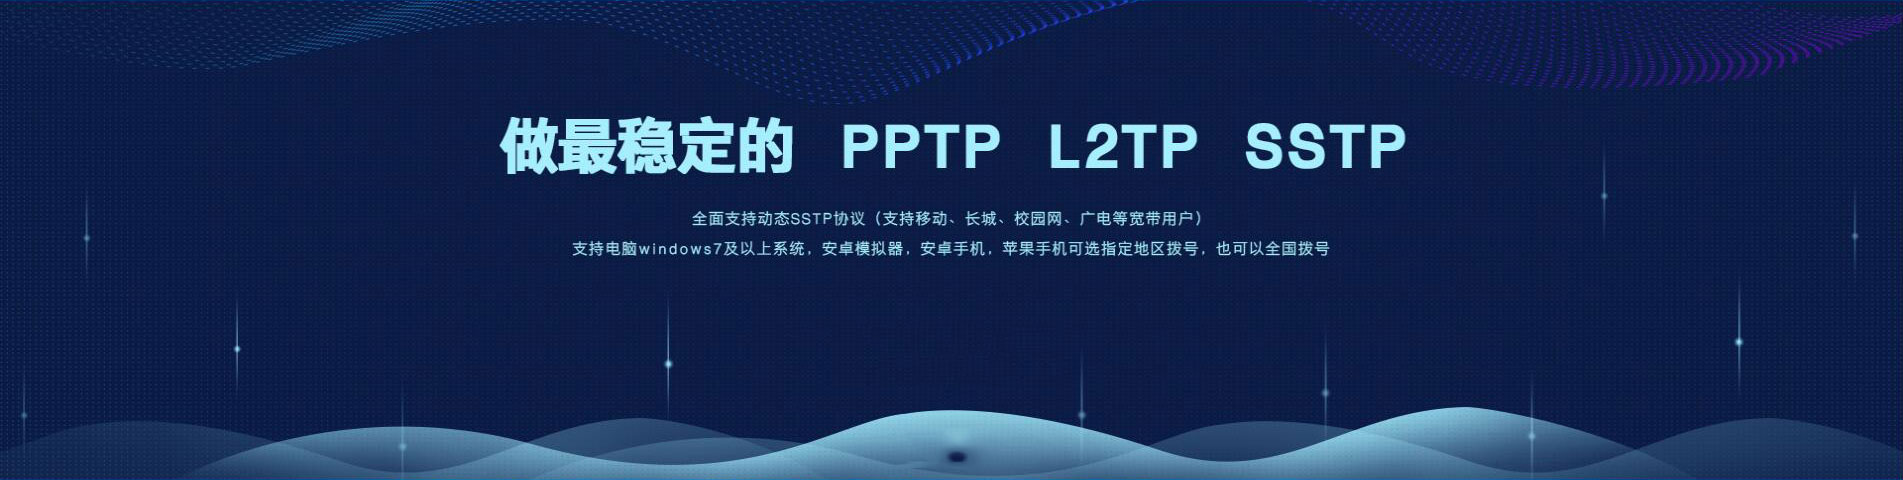 做最稳定的 PPTP L2TP SSTP
全面支持动态SSTP协议（支持移动、长城、校园网、广电等宽带用户）
支持电脑windows7及以上系统，安卓模拟器，安卓手机，苹果手机可选指定地区拨号，也可以全国拨号